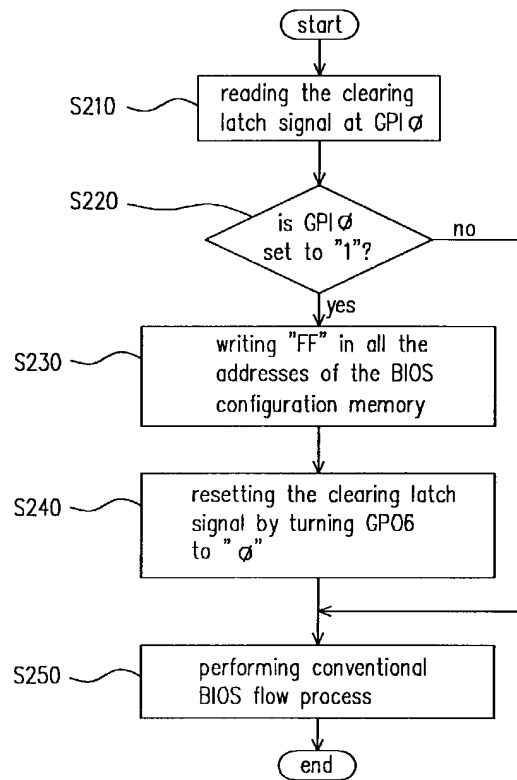 start
S210
reading the clearing
latch signal at GPIØ
S220
is GPIØ
set to "1"?
no
yes
S230
writing "FF" in all the
addresses of the BIOS
configuration memory
S240
resetting the clearing latch
signal by turning GPO6
to "Ø"
S250
performing conventional
BIOS flow process
end